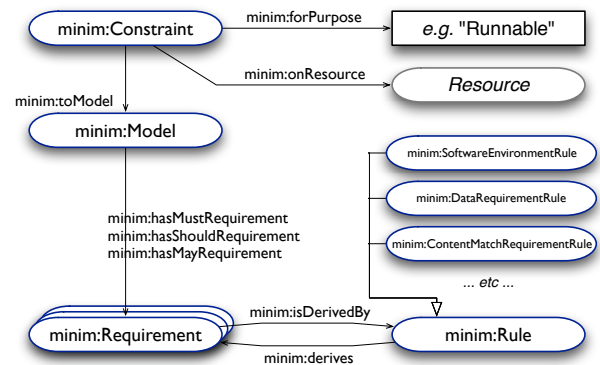 minim:Constraint
minim:forPurpose
e.g. "Runnable"
minim:onResource
Resource
minim:toModel
minim:Model
minim:SoftwareEnvironmentRule
minim:DataRequirementRule
minim:ContentMatchRequirementRule
... etc ...
minim:hasMustRequirement
minim:hasShouldRequirement
minim:hasMayRequirement
minim:Requirement
minim:isDerivedBy
minim:derives
minim:Rule